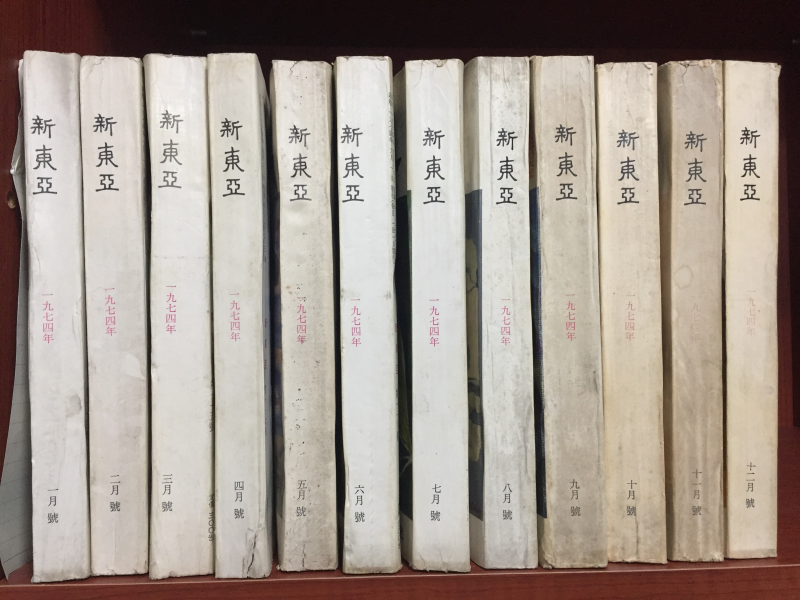 新東亞
一九七四年
一月 號
新東亞
一九七四年
二月 號
新東亞
一九七四年
三月 號
新東亞
一九七四年
四月 號
新東亞
一九七四年
五月 號
新東亞
一九七四年
六月 號
新東亞
一九七四年
七月 號
新東亞
一九七四年
八月 號
新東亞
一九七四年
九月 號
新東亞
一九七四年
十月 號
新東亞
一九七四年
十一月 號
新東亞
一九七四年
十二月 號